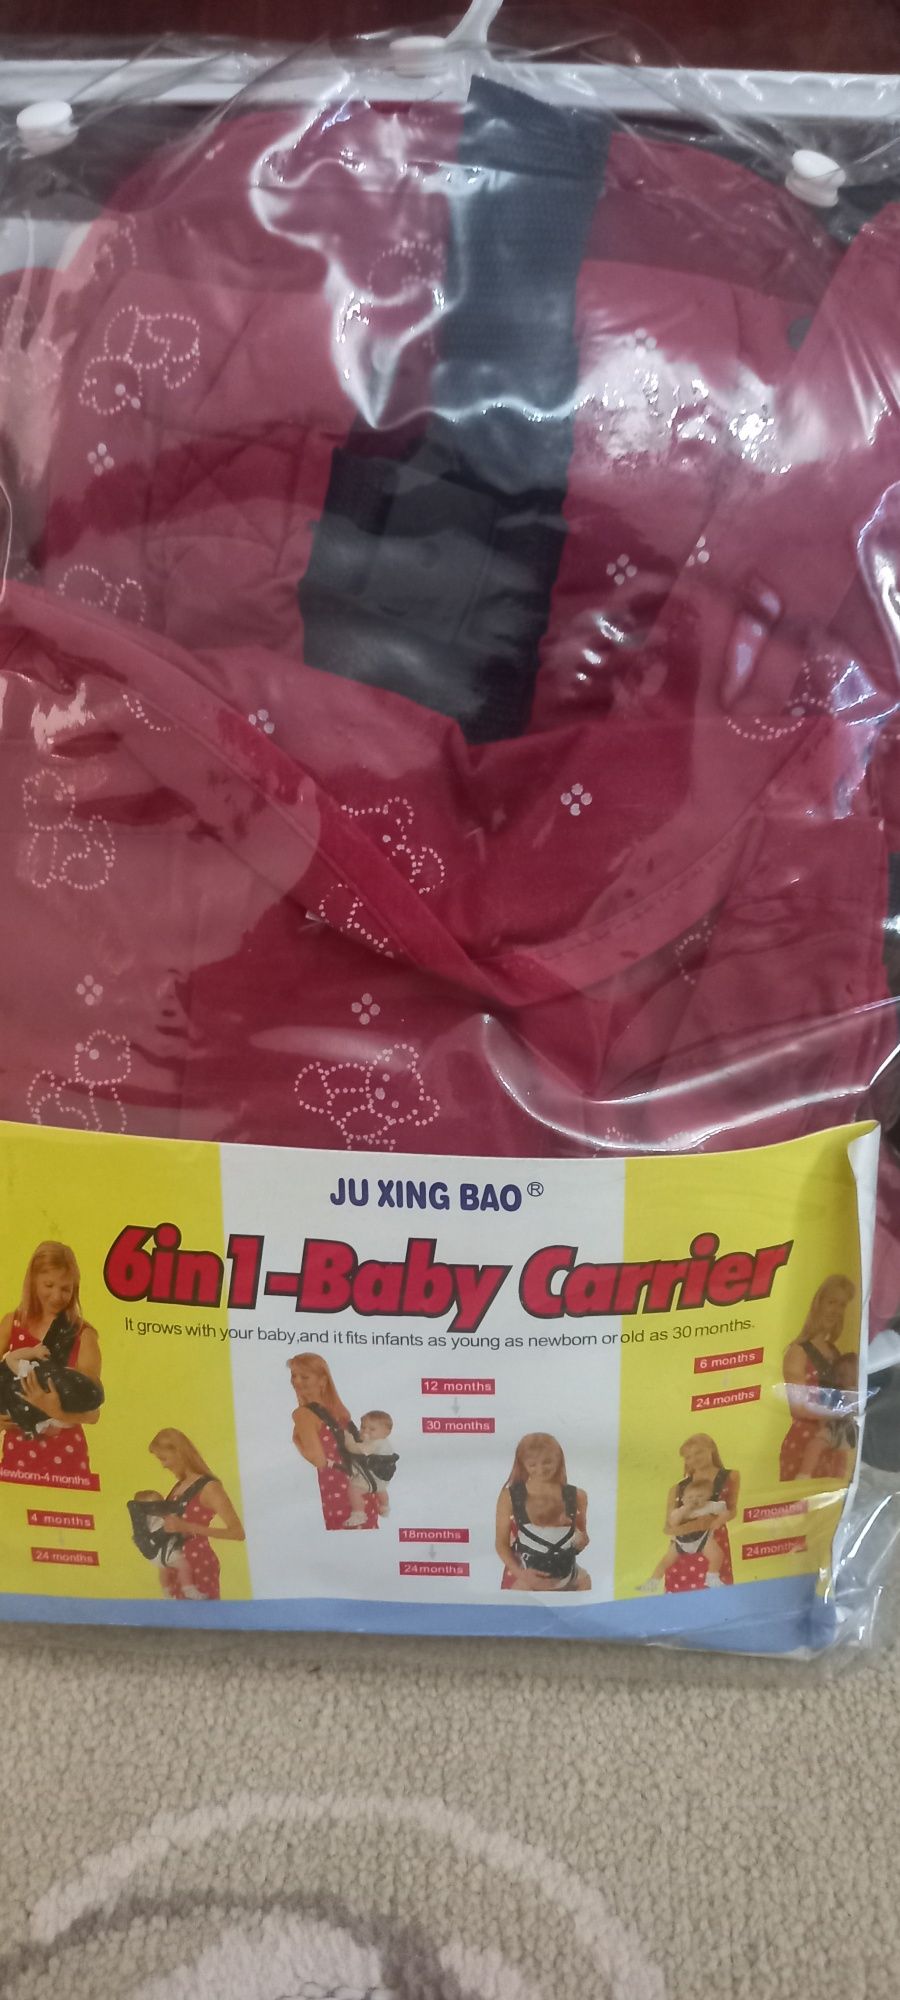 JU XING BAO®
6in1-Baby Carrier
It grows with your baby,and it fits infants as young as newborn or old as 30 months.
6 months
24 months
12 months
30 months
Newborn-4 months
4 months
24 months
18months
24months
12months
24months